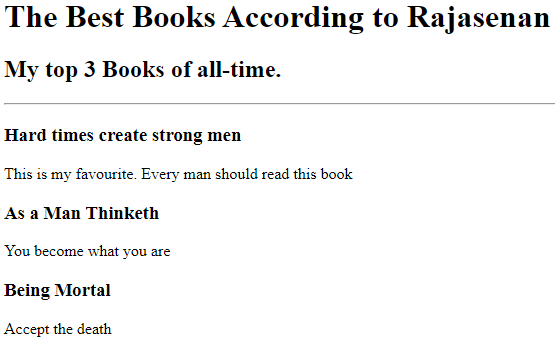 The Best Books According to Rajasenan
My top 3 Books of all-time.
Hard times create strong men
This is my favourite. Every man should read this book
As a Man Thinketh
You become what you are
Being Mortal
Accept the death